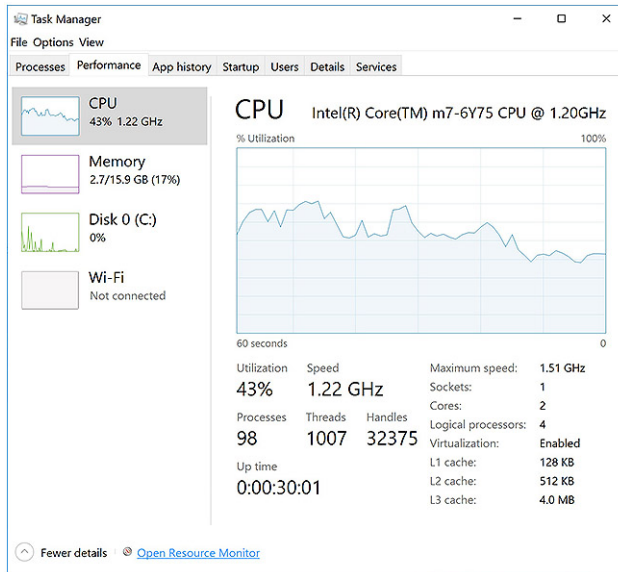 Task Manager
File Options View
Processes Performance App history Startup Users Details Services
CPU
43% 1.22 GHz
Memory
2.7/15.9 GB (17%)
Disk 0 (C:)
0%
Wi-Fi
Not connected
CPU Intel(R) Core(TM) m7-6Y75 CPU @ 1.20GHz
% Utilization 100%
60 seconds 0
Utilization Speed
43% 1.22 GHz
Processes Threads Handles
98 1007 32375
Up time
0:00:30:01
Maximum speed: 1.51 GHz
Sockets: 1
Cores: 2
Logical processors: 4
Virtualization: Enabled
L1 cache: 128 KB
L2 cache: 512 KB
L3 cache: 4.0 MB
Fewer details Open Resource Monitor